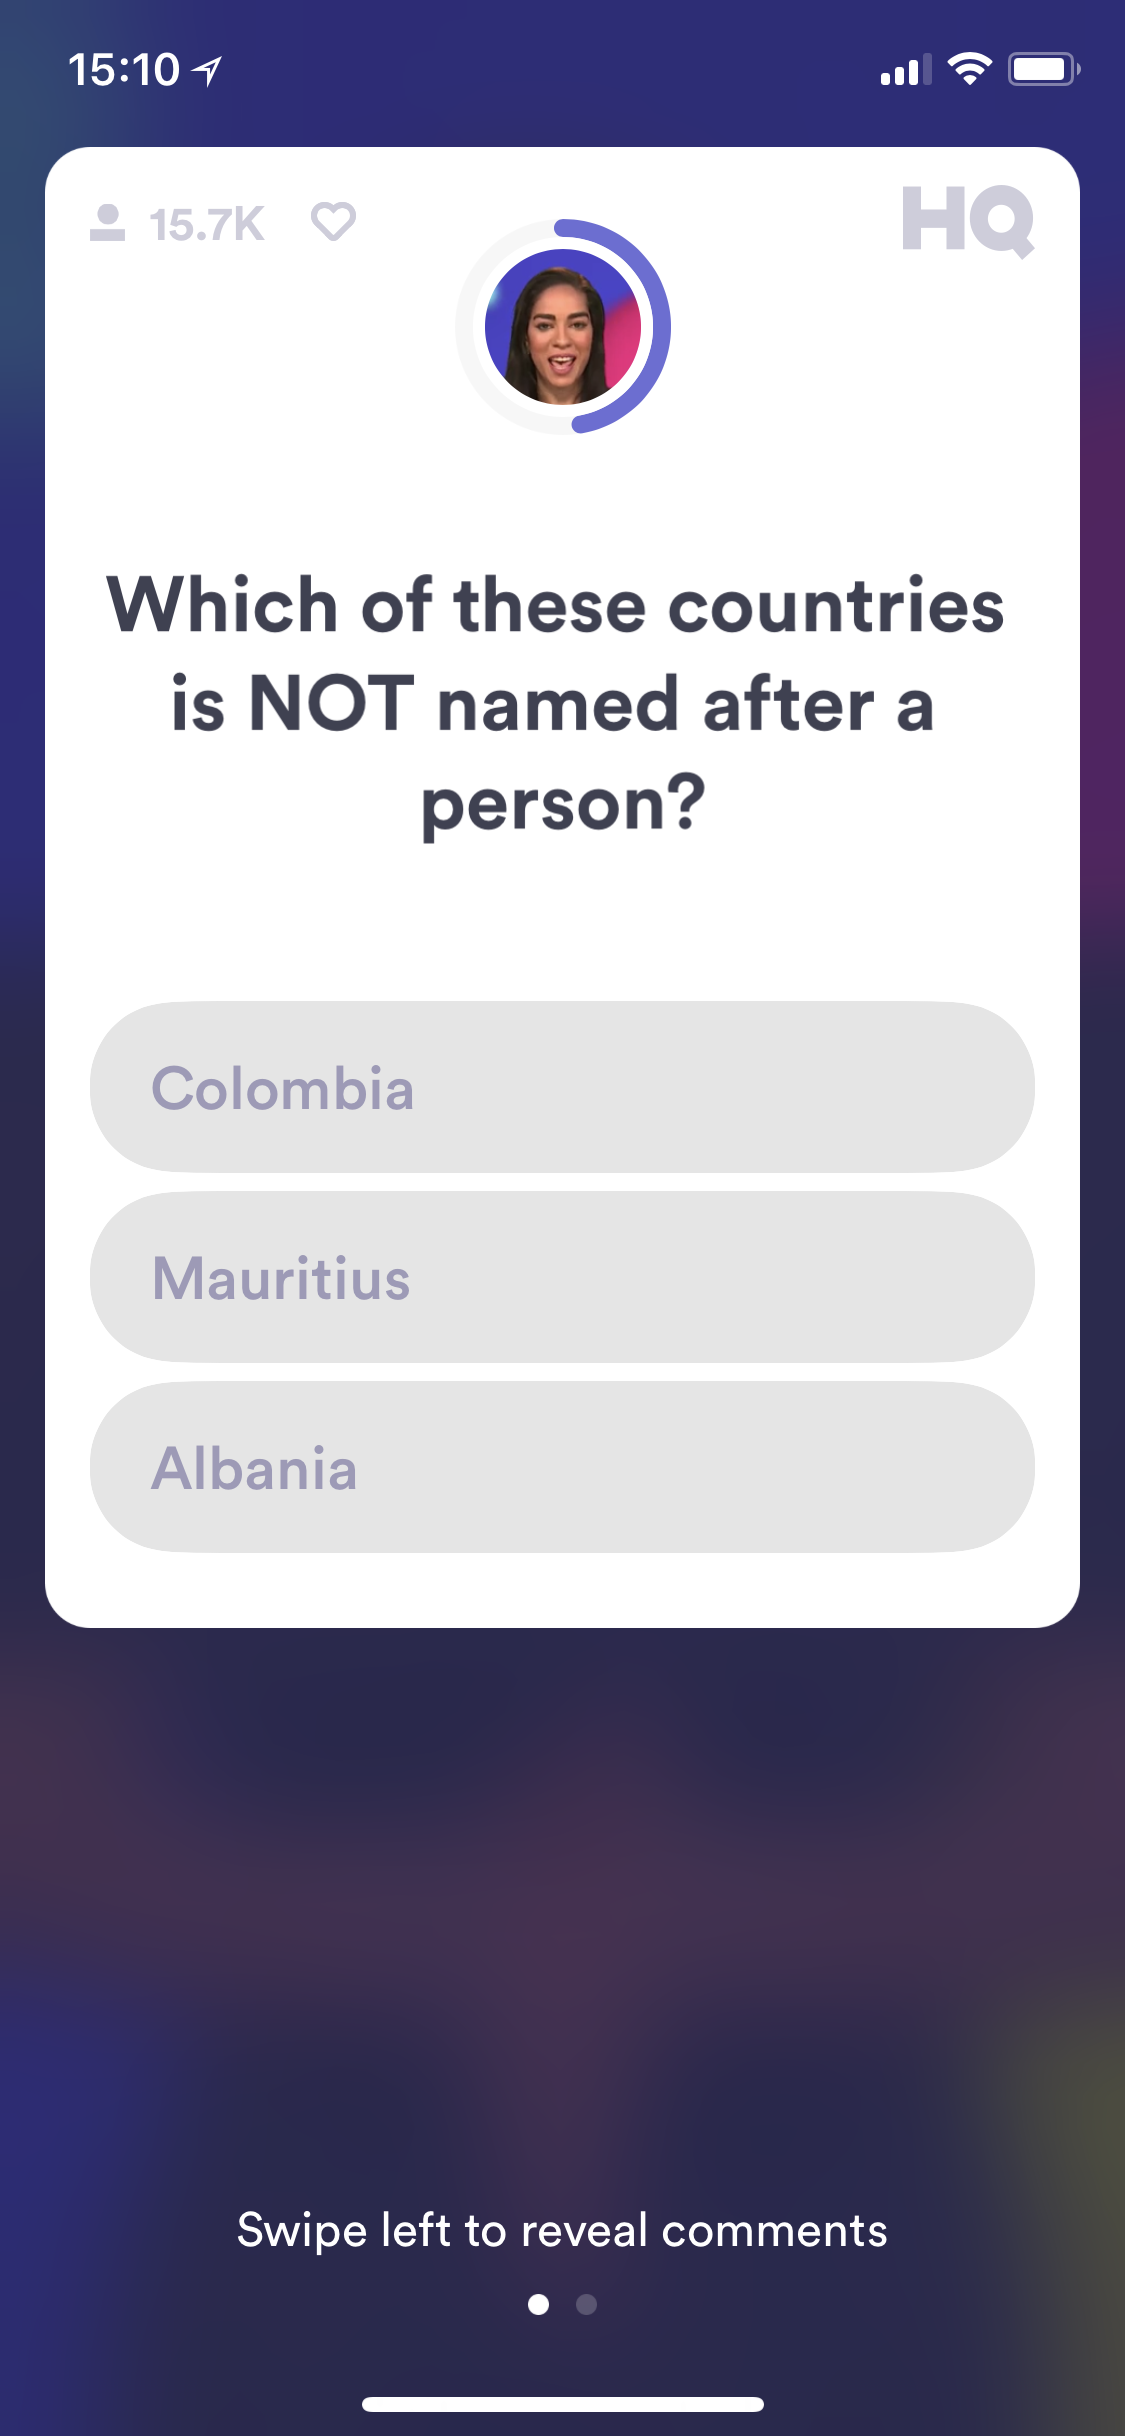 15:10
15.7K
HQ
Which of these countries
is NOT named after a
person?
Colombia
Mauritius
Albania
Swipe left to reveal comments